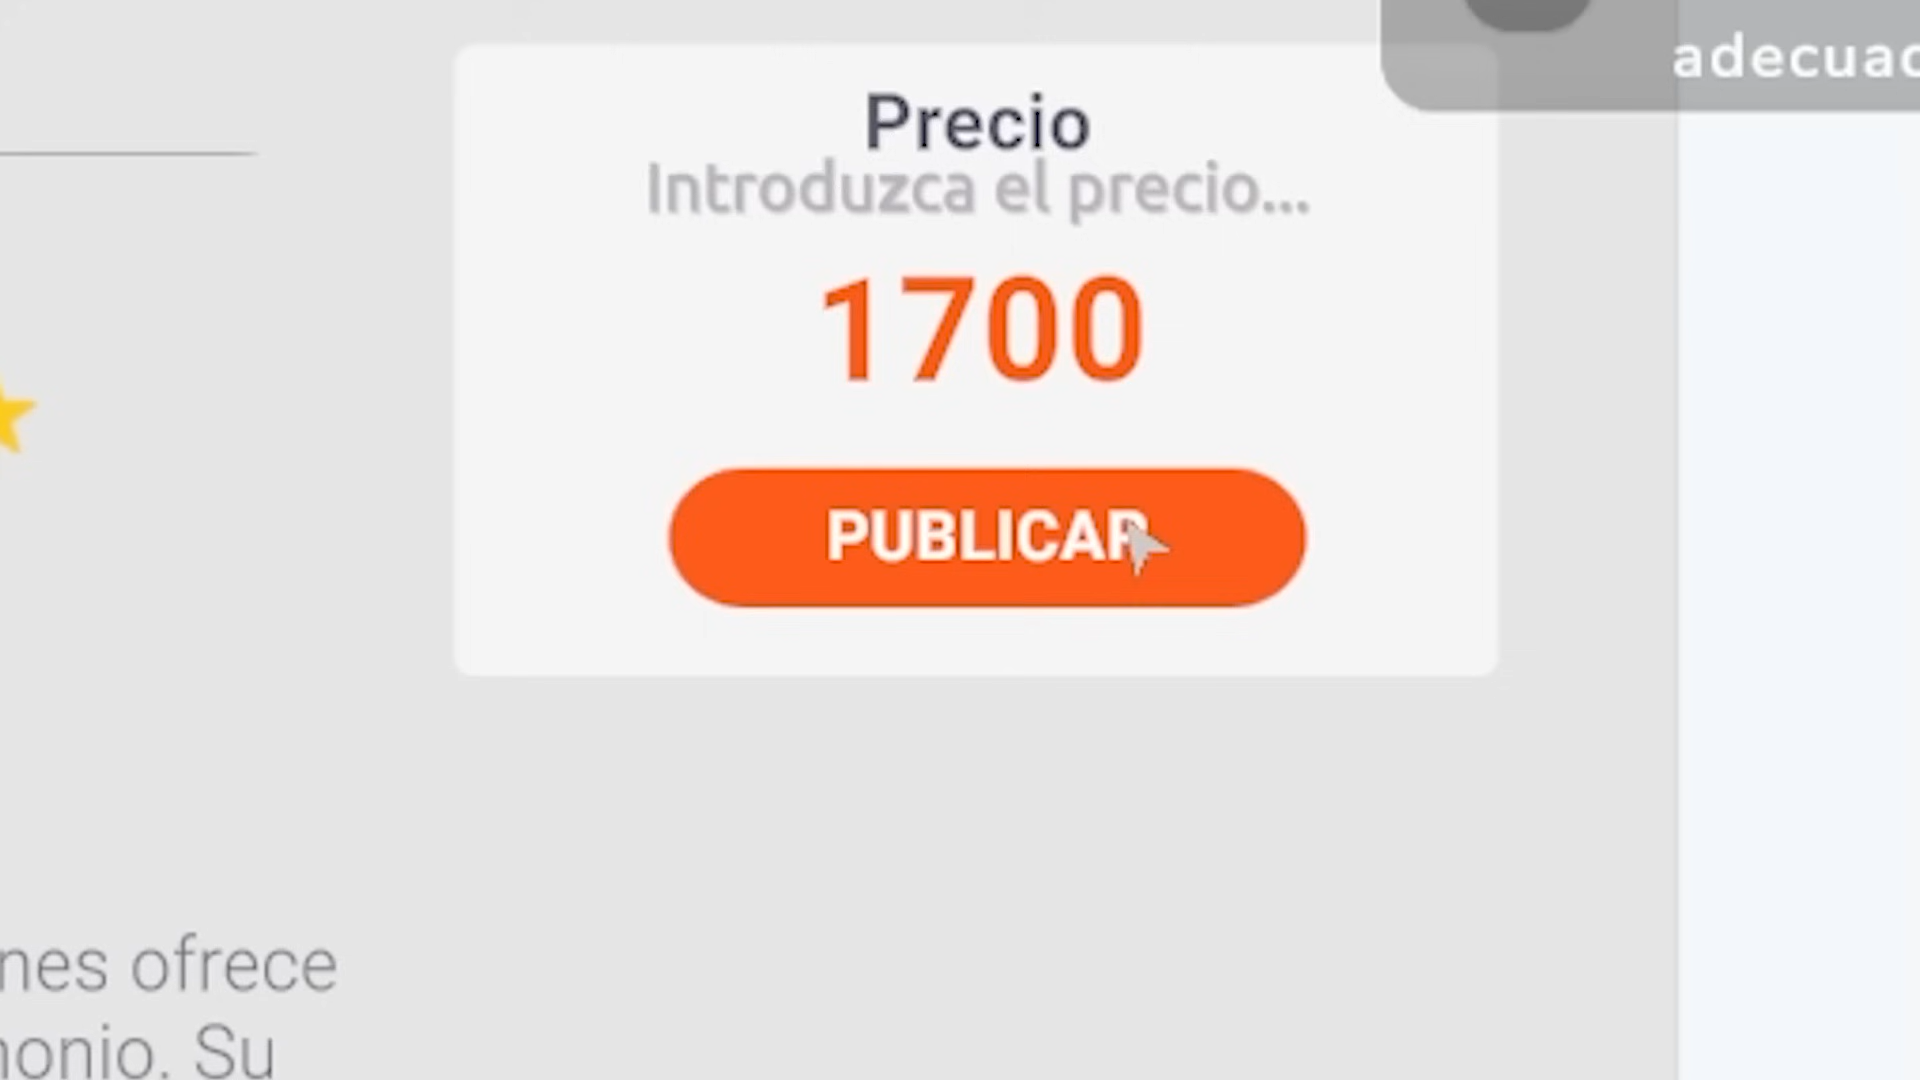 adecuad
Precio
Introduzca el precio...
1700
PUBLICAR
nes ofrece
nonio. Su